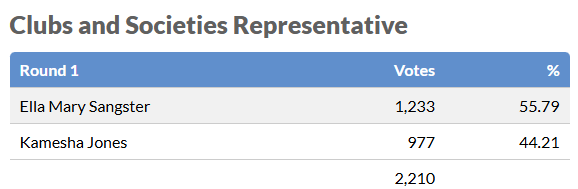 Clubs and Societies Representative
Round 1 Votes %
Ella Mary Sangster 1,233 55.79
Kamesha Jones 977 44.21
2,210